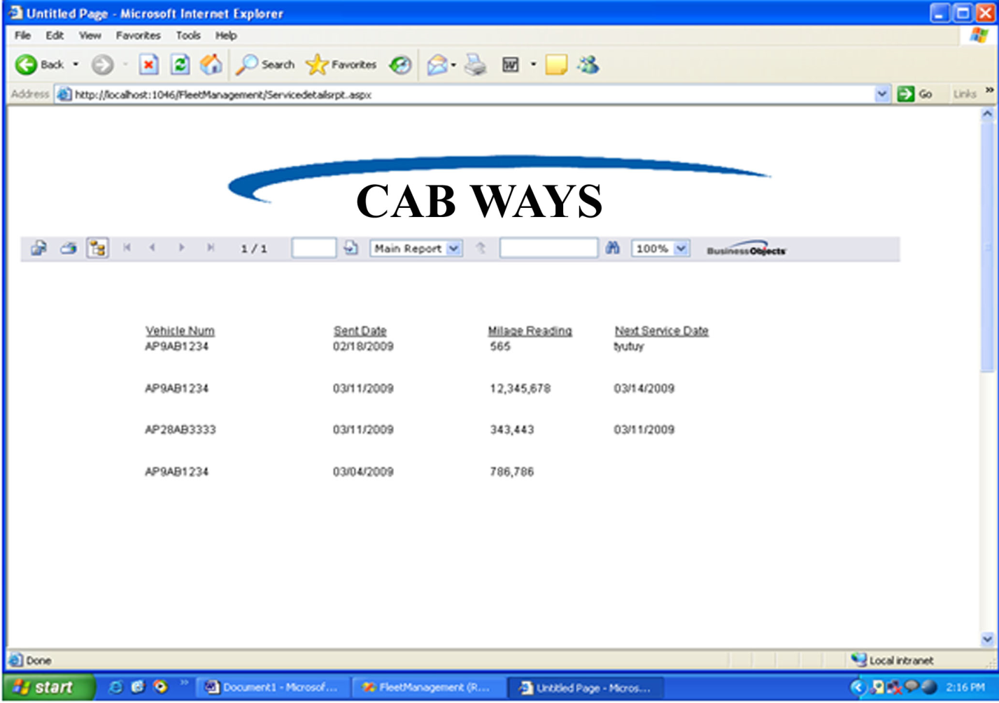 Untitled Page - Microsoft Internet Explorer
File Edit View Favorites Tools Help
Back Search Favorites
Address http://localhost:1046/FleetManagement/Servicedetailsrpt.aspx Go Links »
CAB WAYS
1 / 1 Main Report 100% BusinessObjects
Vehicle Num Sent Date Milage Reading Next Service Date
AP9AB1234 02/18/2009 565 tyutuy
AP9AB1234 03/11/2009 12,345,678 03/14/2009
AP28AB3333 03/11/2009 343,443 03/11/2009
AP9AB1234 03/04/2009 786,786
Done Local intranet
start » Document1 - Microsof... FleetManagement (R... Untitled Page - Micros... 2:16 PM